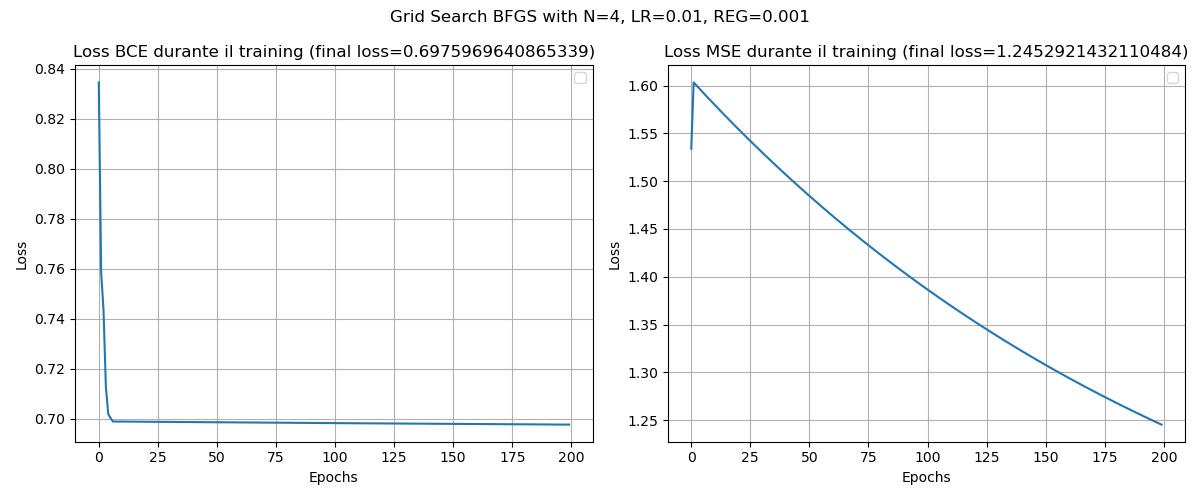 Grid Search BFGS with N=4, LR=0.01, REG=0.001
Loss BCE durante il training (final loss=0.6975969640865339)
0.84
0.82
0.80
0.78
0.76
0.74
0.72
0.70
Loss
0 25 50 75 100 125 150 175 200
Epochs
Loss MSE durante il training (final loss=1.2452921432110484)
1.60
1.55
1.50
1.45
1.40
1.35
1.30
1.25
Loss
0 25 50 75 100 125 150 175 200
Epochs